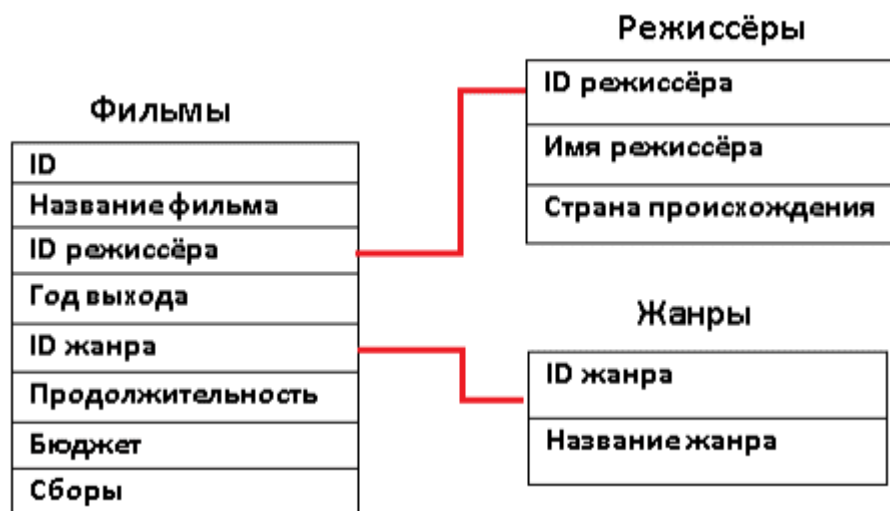 Фильмы
ID
Название фильма
ID режиссёра
Год выхода
ID жанра
Продолжительность
Бюджет
Сборы
Режиссёры
ID режиссёра
Имя режиссёра
Страна происхождения
Жанры
ID жанра
Название жанра